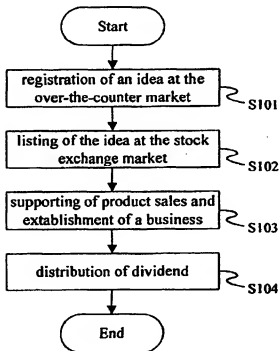 Start
registration of an idea at the
over-the-counter market
S101
listing of the idea at the stock
exchange market
S102
supporting of product sales and
extablishment of a business
S103
distribution of dividend
S104
End